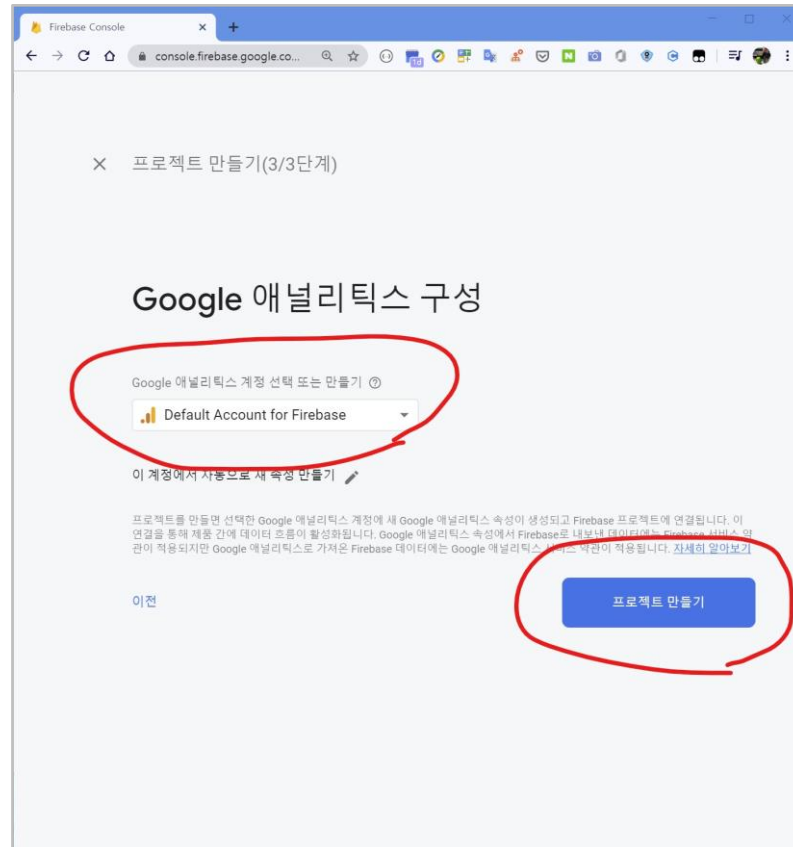 Firebase Console
console.firebase.google.co...
1d
프로젝트 만들기(3/3단계)
Google 애널리틱스 구성
Google 애널리틱스 계정 선택 또는 만들기
Default Account for Firebase
이 계정에서 자동으로 새 속성 만들기
프로젝트를 만들면 선택한 Google 애널리틱스 계정에 새 Google 애널리틱스 속성이 생성되고 Firebase 프로젝트에 연결됩니다. 이
연결을 통해 제품 간에 데이터 흐름이 활성화됩니다. Google 애널리틱스 속성에서 Firebase로 내보낸 데이터에는 Firebase 서비스 약
관이 적용되지만 Google 애널리틱스로 가져온 Firebase 데이터에는 Google 애널리틱스 서비스 약관이 적용됩니다. 자세히 알아보기
이전
프로젝트 만들기